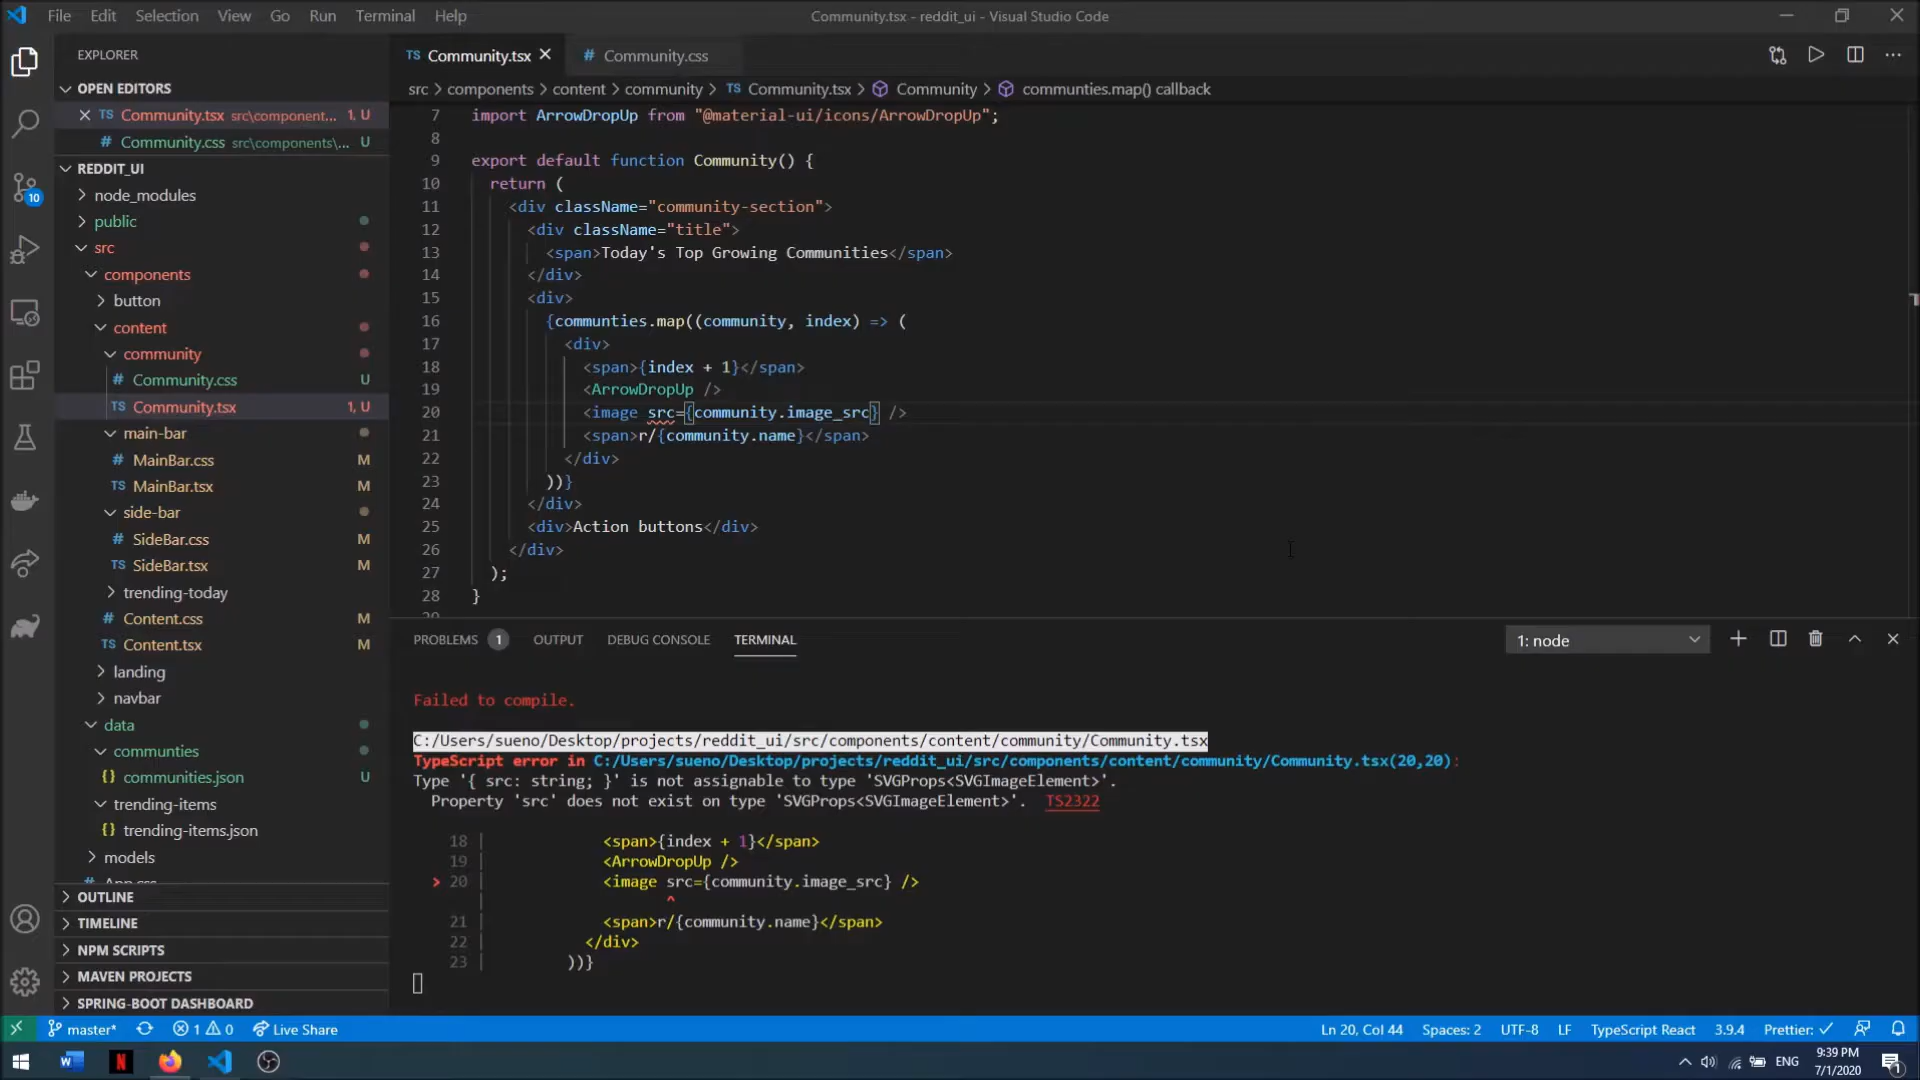 File Edit Selection View Go Run Terminal Help
Community.tsx - reddit_ui - Visual Studio Code
EXPLORER
OPEN EDITORS
TS Community.tsx src\component... 1, U
# Community.css src\components\... U
REDDIT_UI
node_modules
public
src
components
button
content
community
# Community.css U
TS Community.tsx 1, U
main-bar
# MainBar.css M
TS MainBar.tsx M
side-bar
# SideBar.css M
TS SideBar.tsx M
trending-today
# Content.css M
TS Content.tsx M
landing
navbar
data
communties
{} communities.json U
trending-items
{} trending-items.json
models
OUTLINE
TIMELINE
NPM SCRIPTS
MAVEN PROJECTS
SPRING-BOOT DASHBOARD
10
TS Community.tsx
# Community.css
src > components > content > community > TS Community.tsx > Community > communties.map() callback
7 import ArrowDropUp from "@material-ui/icons/ArrowDropUp";
8
9 export default function Community() {
10 return (
11 <div className="community-section">
12 <div className="title">
13 <span>Today's Top Growing Communities</span>
14 </div>
15 <div>
16 {communties.map((community, index) => (
17 <div>
18 <span>{index + 1}</span>
19 <ArrowDropUp />
20 <image src={community.image_src} />
21 <span>r/{community.name}</span>
22 </div>
23 ))}
24 </div>
25 <div>Action buttons</div>
26 </div>
27 );
28 }
PROBLEMS 1 OUTPUT DEBUG CONSOLE TERMINAL
1: node
Failed to compile.
C:/Users/sueno/Desktop/projects/reddit_ui/src/components/content/community/Community.tsx
TypeScript error in C:/Users/sueno/Desktop/projects/reddit_ui/src/components/content/community/Community.tsx(20,20):
Type '{ src: string; }' is not assignable to type 'SVGProps<SVGImageElement>'.
Property 'src' does not exist on type 'SVGProps<SVGImageElement>'. TS2322
18 | <span>{index + 1}</span>
19 | <ArrowDropUp />
> 20 | <image src={community.image_src} />
| ^
21 | <span>r/{community.name}</span>
22 | </div>
23 | ))}
master* 1 0 Live Share
Ln 20, Col 44 Spaces: 2 UTF-8 LF TypeScript React 3.9.4 Prettier: ✓
ENG
9:39 PM
7/1/2020
1